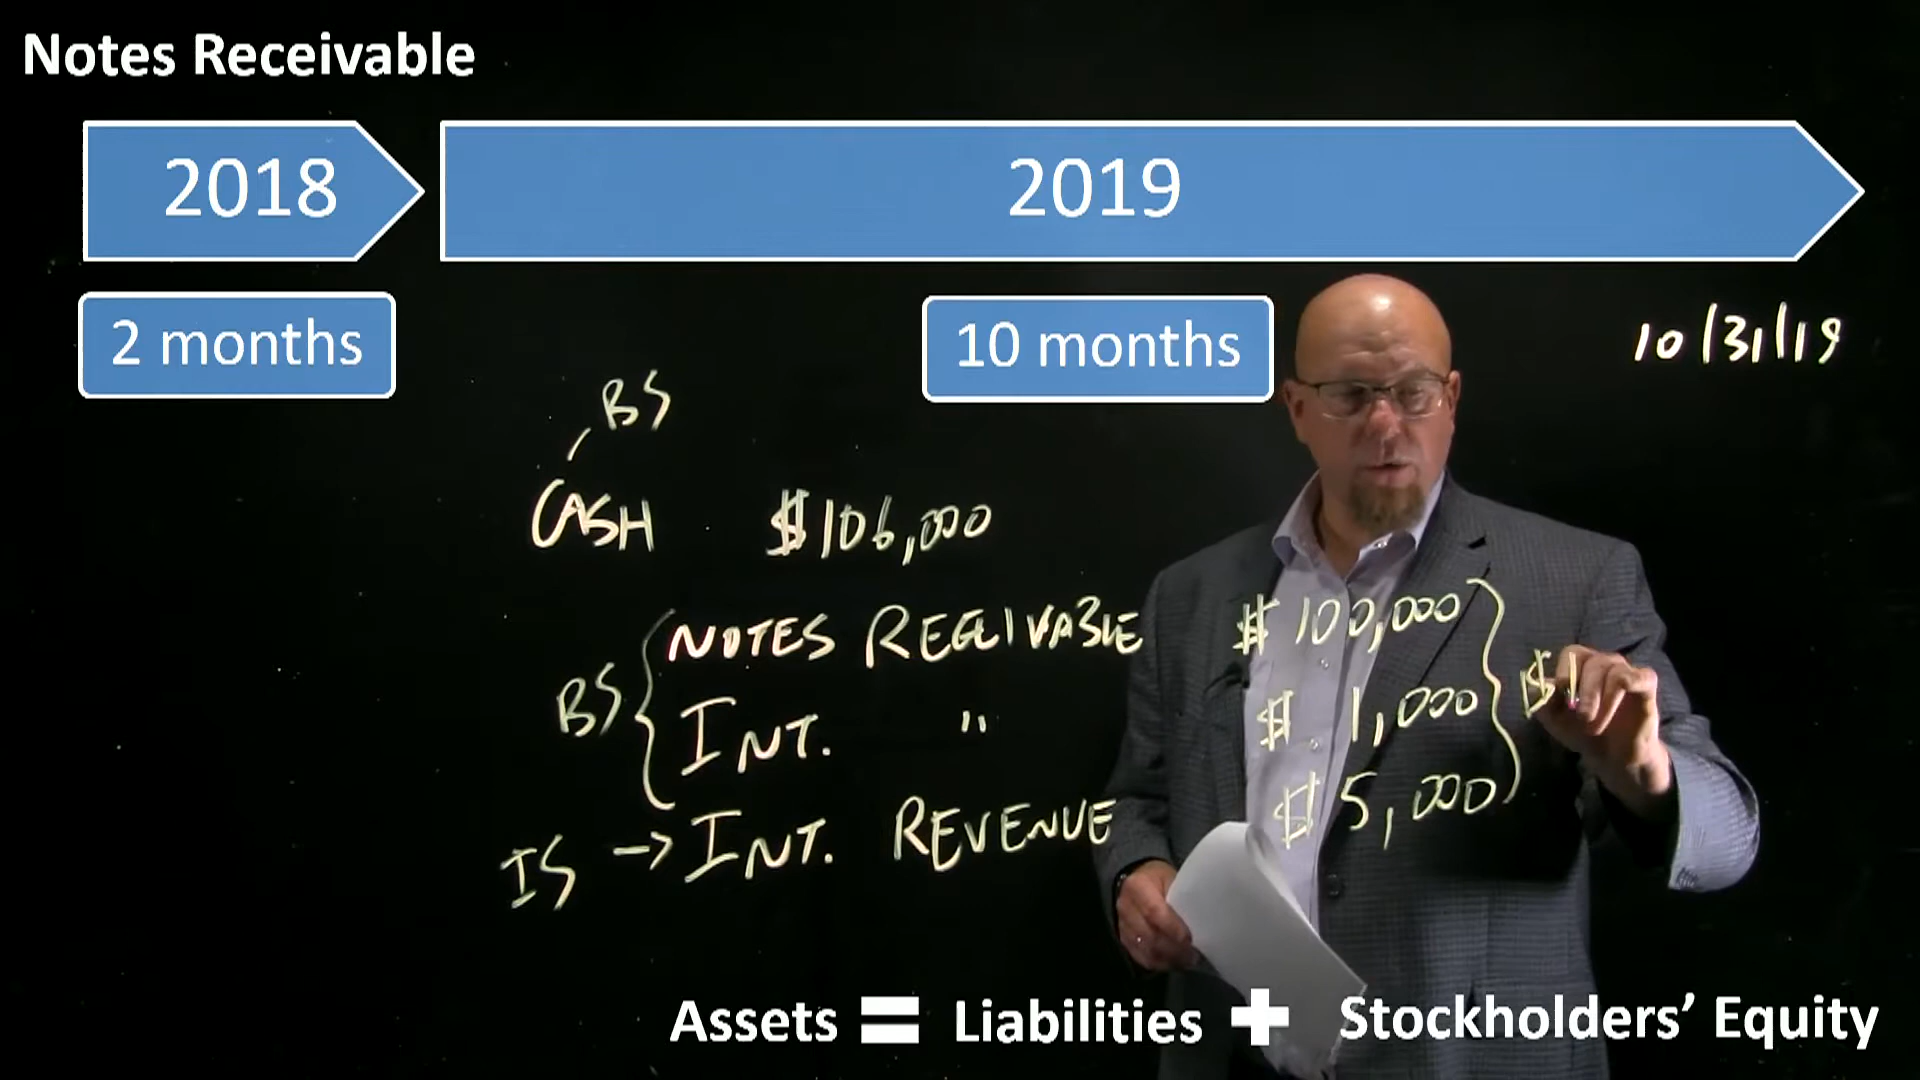 Notes Receivable
2018
2019
2 months
10 months
10/31/19
BS
CASH $106,000
NOTES RECEIVABLE $100,000
BS
INT. " $ 1,000
$1
IS → INT. REVENUE $ 5,000
Assets = Liabilities + Stockholders' Equity